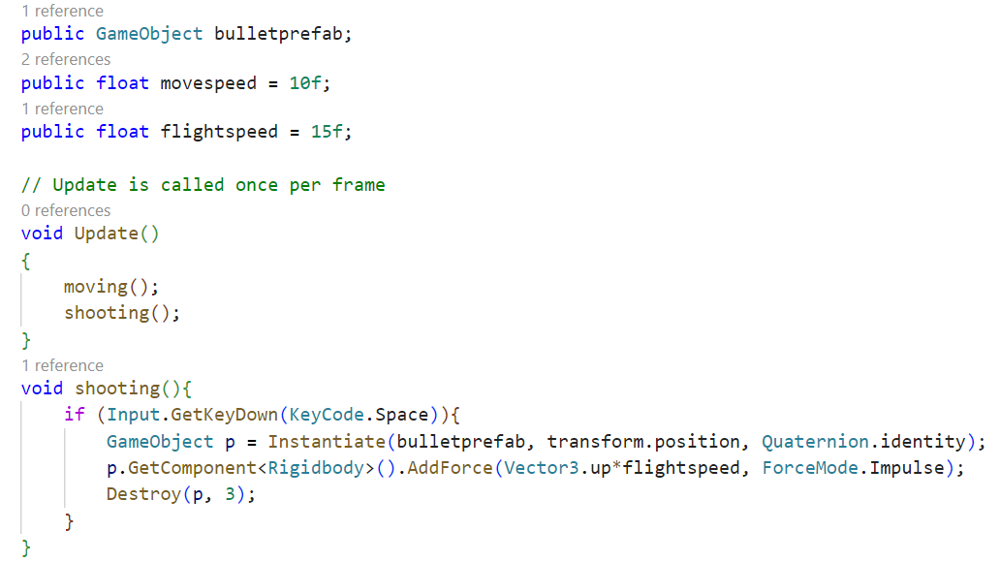 1 reference
public GameObject bulletprefab;
2 references
public float movespeed = 10f;
1 reference
public float flightspeed = 15f;
// Update is called once per frame
0 references
void Update()
{
    moving();
    shooting();
}
1 reference
void shooting(){
    if (Input.GetKeyDown(KeyCode.Space)){
        GameObject p = Instantiate(bulletprefab, transform.position, Quaternion.identity);
        p.GetComponent<Rigidbody>().AddForce(Vector3.up*flightspeed, ForceMode.Impulse);
        Destroy(p, 3);
    }
}